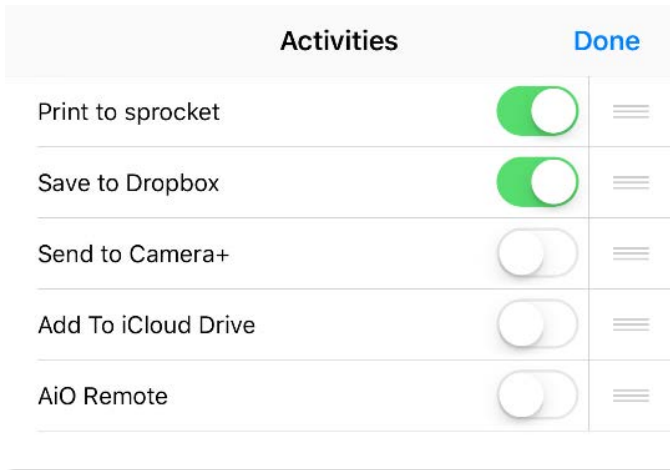 Activities Done
Print to sprocket
Save to Dropbox
Send to Camera+
Add To iCloud Drive
AiO Remote